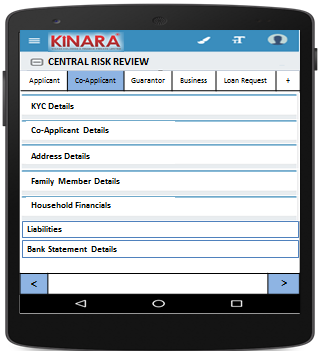 KINARA
CENTRAL RISK REVIEW
Applicant Co-Applicant Guarantor Business Loan Request +
KYC Details
Co-Applicant Details
Address Details
Family Member Details
Household Financials
Liabilities
Bank Statement Details
< >